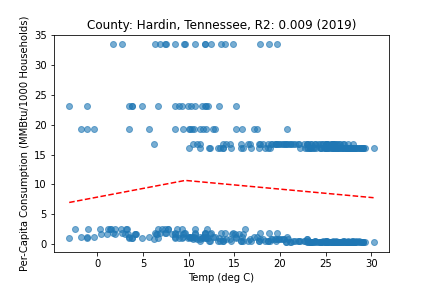 County: Hardin, Tennessee, R2: 0.009 (2019)
Per-Capita Consumption (MMBtu/1000 Households)
35
30
25
20
15
10
5
0
0 5 10 15 20 25 30
Temp (deg C)